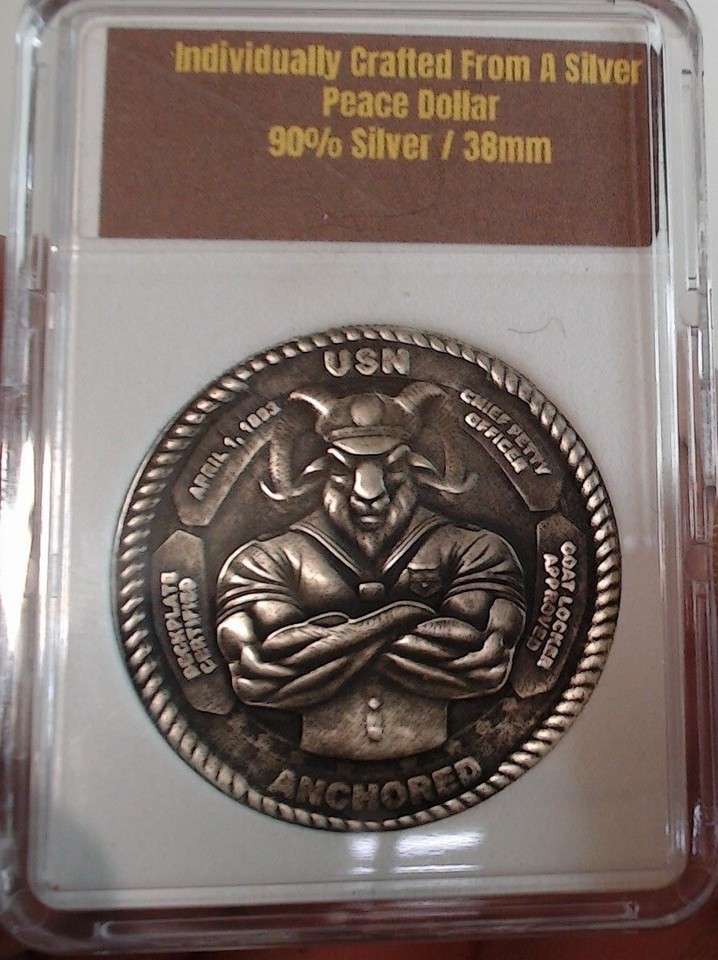 Individually Crafted From A Silver
Peace Dollar
90% Silver / 38mm
USN
APRIL 1, 1893
CHIEF PETTY
OFFICER
DECKPLATE
CERTIFIED
GOAT LOCKER
APPROVED
ANCHORED